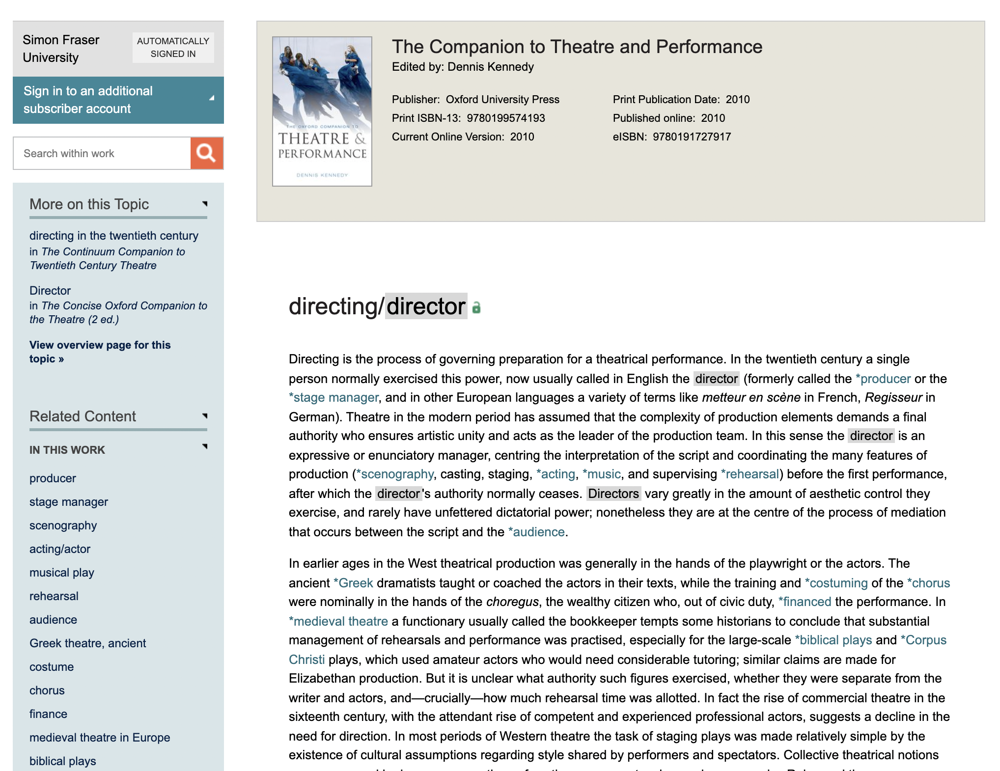 Simon Fraser
University
AUTOMATICALLY
SIGNED IN
Sign in to an additional
subscriber account
Search within work
More on this Topic
directing in the twentieth century
in The Continuum Companion to
Twentieth Century Theatre
Director
in The Concise Oxford Companion to
the Theatre (2 ed.)
View overview page for this
topic »
Related Content
IN THIS WORK
producer
stage manager
scenography
acting/actor
musical play
rehearsal
audience
Greek theatre, ancient
costume
chorus
finance
medieval theatre in Europe
biblical plays
THE OXFORD COMPANION TO
THEATRE &
PERFORMANCE
DENNIS KENNEDY
The Companion to Theatre and Performance
Edited by: Dennis Kennedy
Publisher: Oxford University Press
Print Publication Date: 2010
Print ISBN-13: 9780199574193
Published online: 2010
Current Online Version: 2010
eISBN: 9780191727917
directing/director
Directing is the process of governing preparation for a theatrical performance. In the twentieth century a single
person normally exercised this power, now usually called in English the director (formerly called the *producer or the
*stage manager, and in other European languages a variety of terms like metteur en scène in French, Regisseur in
German). Theatre in the modern period has assumed that the complexity of production elements demands a final
authority who ensures artistic unity and acts as the leader of the production team. In this sense the director is an
expressive or enunciatory manager, centring the interpretation of the script and coordinating the many features of
production (*scenography, casting, staging, *acting, *music, and supervising *rehearsal) before the first performance,
after which the director's authority normally ceases. Directors vary greatly in the amount of aesthetic control they
exercise, and rarely have unfettered dictatorial power; nonetheless they are at the centre of the process of mediation
that occurs between the script and the *audience.
In earlier ages in the West theatrical production was generally in the hands of the playwright or the actors. The
ancient *Greek dramatists taught or coached the actors in their texts, while the training and *costuming of the *chorus
were nominally in the hands of the choregus, the wealthy citizen who, out of civic duty, *financed the performance. In
*medieval theatre a functionary usually called the bookkeeper tempts some historians to conclude that substantial
management of rehearsals and performance was practised, especially for the large-scale *biblical plays and *Corpus
Christi plays, which used amateur actors who would need considerable tutoring; similar claims are made for
Elizabethan production. But it is unclear what authority such figures exercised, whether they were separate from the
writer and actors, and—crucially—how much rehearsal time was allotted. In fact the rise of commercial theatre in the
sixteenth century, with the attendant rise of competent and experienced professional actors, suggests a decline in the
need for direction. In most periods of Western theatre the task of staging plays was made relatively simple by the
existence of cultural assumptions regarding style shared by performers and spectators. Collective theatrical notions